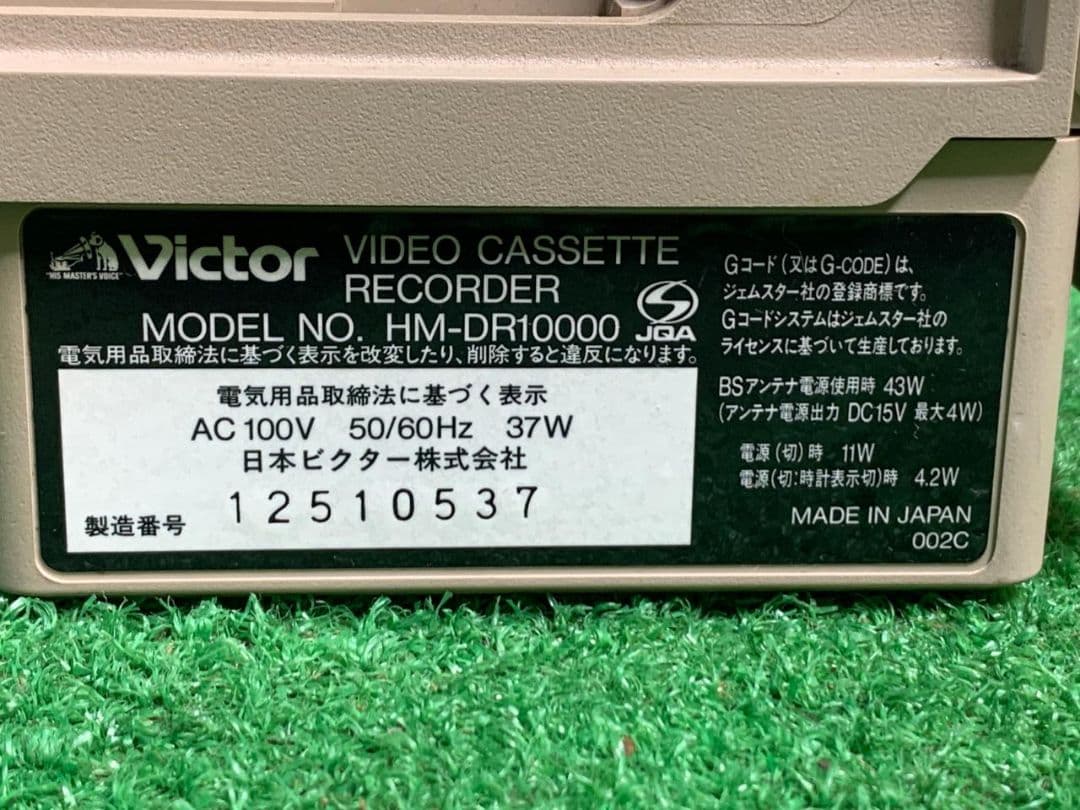 "HIS MASTER'S VOICE"
Victor VIDEO CASSETTE
RECORDER
MODEL NO. HM-DR10000
JQA
電気用品取締法に基づく表示を改変したり、削除すると違反になります。
電気用品取締法に基づく表示
AC 100V 50/60Hz 37W
日本ビクター株式会社
製造番号 12510537
Gコード(又はG-CODE)は、
ジェムスター社の登録商標です。
Gコードシステムはジェムスター社の
ライセンスに基づいて生産しております。
BSアンテナ電源使用時 43W
(アンテナ電源出力 DC15V 最大4W)
電源(切)時 11W
電源(切:時計表示切)時 4.2W
MADE IN JAPAN
002C